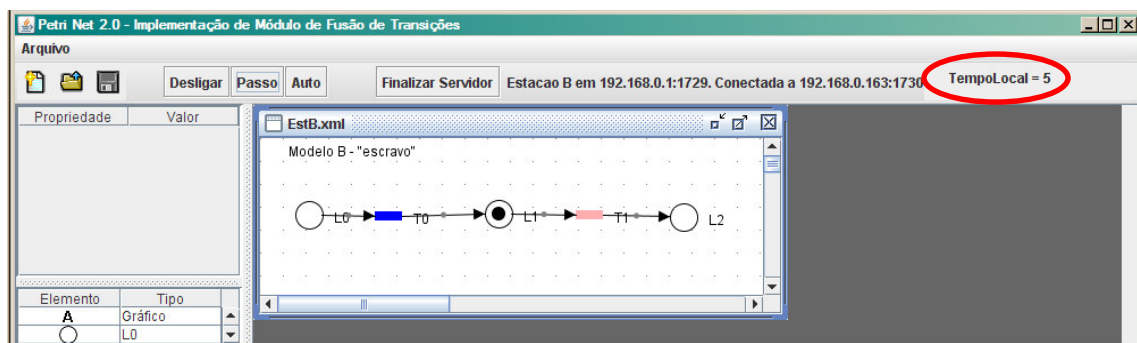 Petri Net 2.0 - Implementação de Módulo de Fusão de Transições
Arquivo
Desligar Passo Auto Finalizar Servidor Estacao B em 192.168.0.1:1729. Conectada a 192.168.0.163:1730 TempoLocal = 5
Propriedade Valor
EstB.xml
Modelo B - "escravo"
L0 T0 L1 T1 L2
Elemento Tipo
A Gráfico
L0